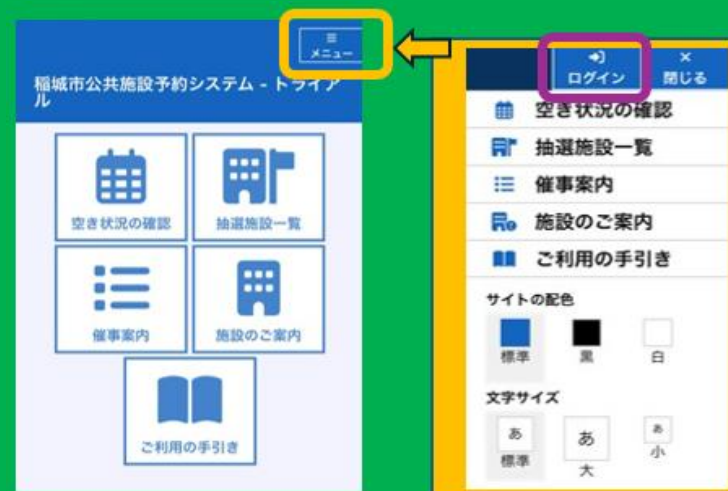 メニュー
稲城市公共施設予約システム - トライア
ル
空き状況の確認
抽選施設一覧
催事案内
施設のご案内
ご利用の手引き
ログイン
閉じる
空き状況の確認
抽選施設一覧
催事案内
施設のご案内
ご利用の手引き
サイトの配色
標準
黒
白
文字サイズ
あ
標準
あ
大
あ
小